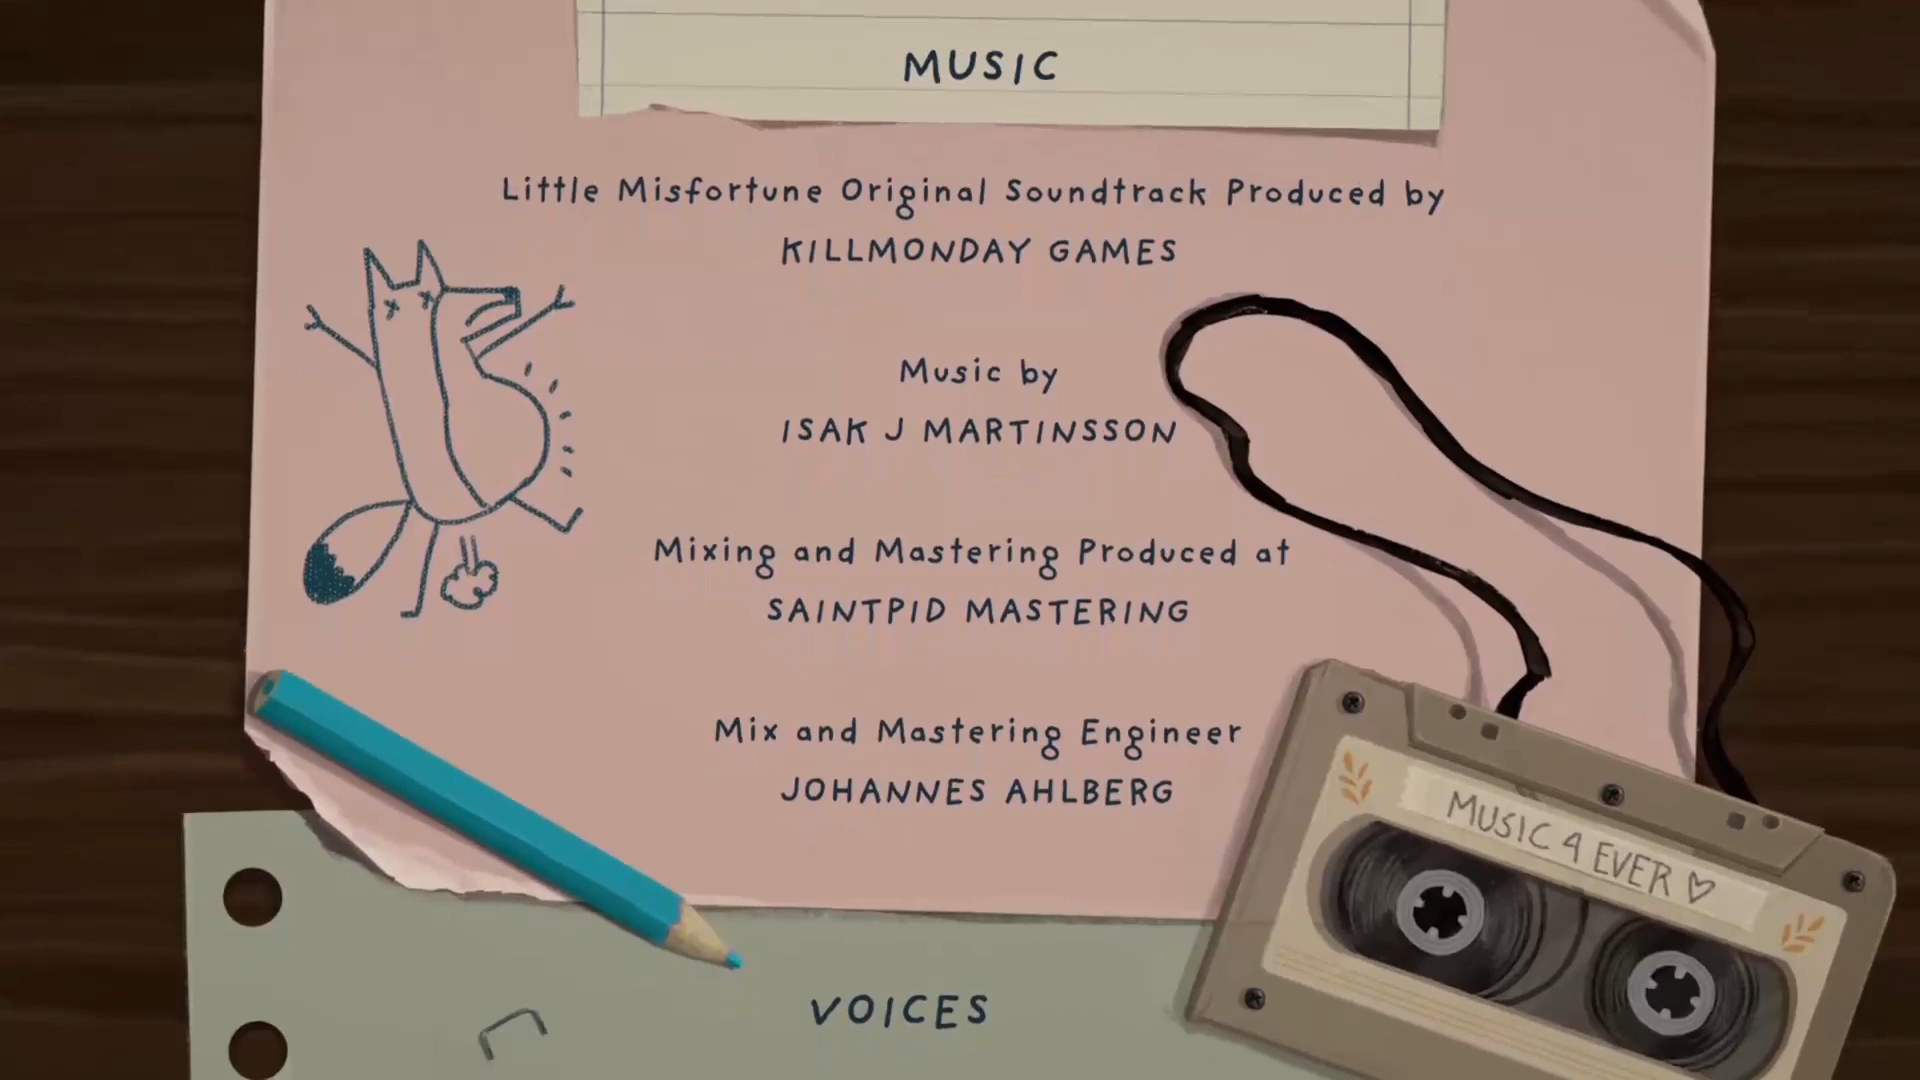 MUSIC
Little Misfortune Original Soundtrack Produced by
KILLMONDAY GAMES
Music by
ISAK J MARTINSSON
Mixing and Mastering Produced at
SAINTPID MASTERING
Mix and Mastering Engineer
JOHANNES AHLBERG
MUSIC 4 EVER ♡
VOICES